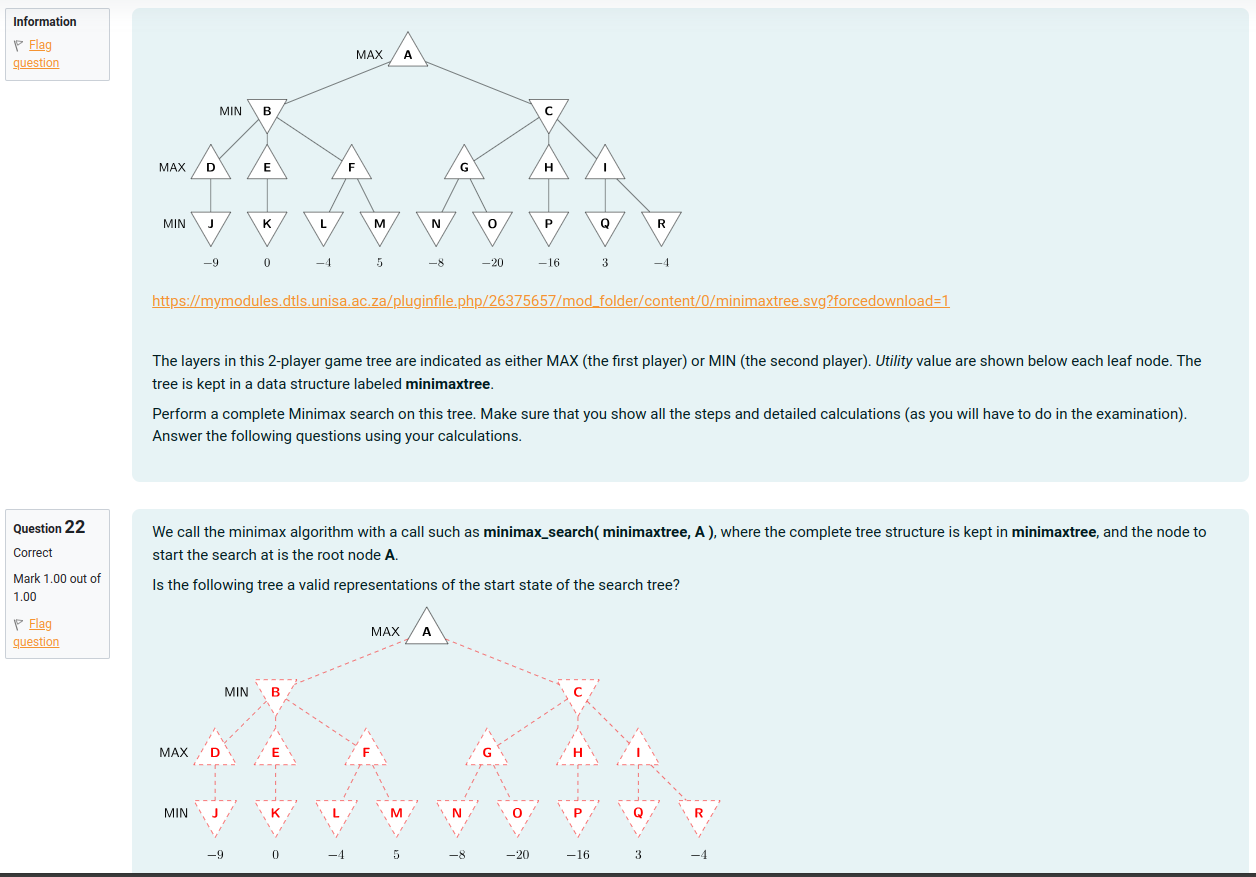 Information
Flag
question
MAX A
MIN B C
MAX D E F G H I
MIN J K L M N O P Q R
−9 0 −4 5 −8 −20 −16 3 −4
https://mymodules.dtls.unisa.ac.za/pluginfile.php/26375657/mod_folder/content/0/minimaxtree.svg?forcedownload=1
The layers in this 2-player game tree are indicated as either MAX (the first player) or MIN (the second player). Utility value are shown below each leaf node. The
tree is kept in a data structure labeled minimaxtree.
Perform a complete Minimax search on this tree. Make sure that you show all the steps and detailed calculations (as you will have to do in the examination).
Answer the following questions using your calculations.
Question 22
Correct
Mark 1.00 out of
1.00
Flag
question
We call the minimax algorithm with a call such as minimax_search( minimaxtree, A ), where the complete tree structure is kept in minimaxtree, and the node to
start the search at is the root node A.
Is the following tree a valid representations of the start state of the search tree?
MAX A
MIN B C
MAX D E F G H I
MIN J K L M N O P Q R
−9 0 −4 5 −8 −20 −16 3 −4